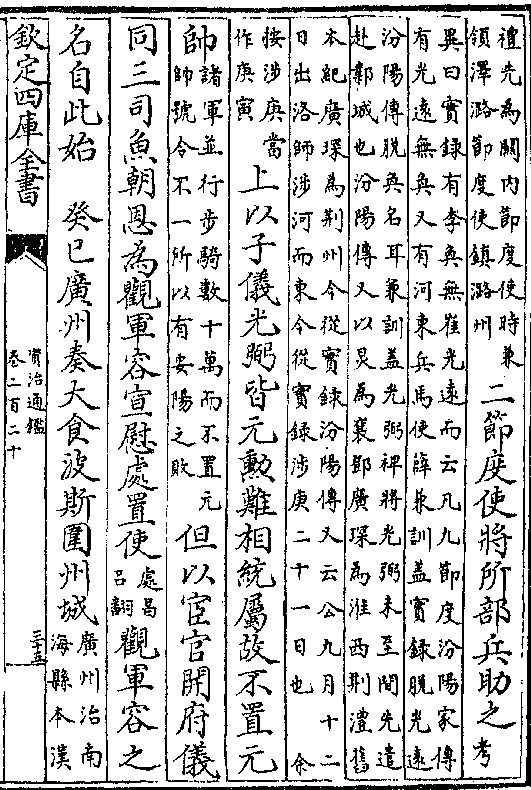 禮先為關內節度使時兼
領澤潞節度使鎮潞州
二節度使將所部兵助之
考
異曰實録有李奐無崔光遠而云凡九節度汾陽家傳
有光遠無奐又有河東兵馬使薛兼訓蓋實録脫光遠
汾陽傳脫奐名耳兼訓蓋光弼裨將光弼未至間先遣
赴鄴城也汾陽傳又以炅為襄鄧廣琛為淮西荆澧舊
本紀廣琛為荆州今從實録汾陽傳又云公九月十二
日出洛師涉河而東今從實録涉庚二十一日也 余
按涉庚當
作庚寅
上以子儀光弼皆元勳難相統屬故不置元
帥
諸軍並行步騎數十萬而不置元
帥號令不一所以有安陽之敗
但以宦官開府儀
同三司魚朝恩為觀軍容宣慰處置使
處昌
呂翻
觀軍容之
名自此始 癸巳廣州奏大食波斯圍州城
廣州治南
海縣本漢
欽定四庫全書
資治通鑑
卷二百二十
三十五